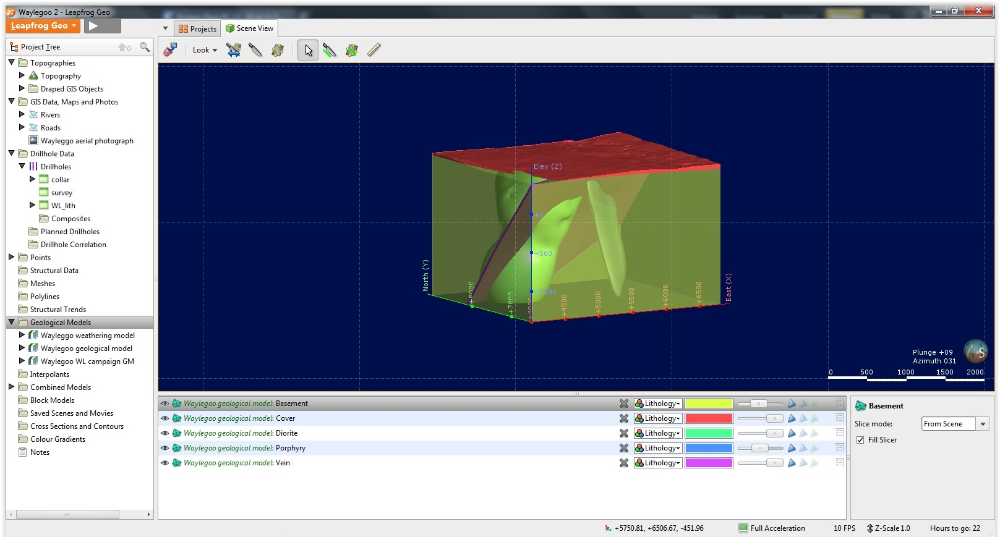 Waylegoo 2 - Leapfrog Geo
Leapfrog Geo
Projects
Scene View
Project Tree
0
Look
Topographies
Topography
Draped GIS Objects
GIS Data, Maps and Photos
Rivers
Roads
Wayleggo aerial photograph
Drillhole Data
Drillholes
collar
survey
WL_lith
Composites
Planned Drillholes
Drillhole Correlation
Points
Structural Data
Meshes
Polylines
Structural Trends
Geological Models
Wayleggo weathering model
Waylegoo geological model
Waylegoo WL campaign GM
Interpolants
Combined Models
Block Models
Saved Scenes and Movies
Cross Sections and Contours
Colour Gradients
Notes
Elev (Z)
+0
-500
-1000
North (Y)
+8000
+7000
+4000
+4500
+5000
+5500
+6000
+6500
East (X)
S
Plunge +09
Azimuth 031
0 500 1000 1500 2000
Waylegoo geological model: Basement Lithology
Waylegoo geological model: Cover Lithology
Waylegoo geological model: Diorite Lithology
Waylegoo geological model: Porphyry Lithology
Waylegoo geological model: Vein Lithology
Basement
Slice mode: From Scene
Fill Slicer
+5750.81, +6506.67, -451.96 Full Acceleration 10 FPS Z-Scale 1.0 Hours to go: 22